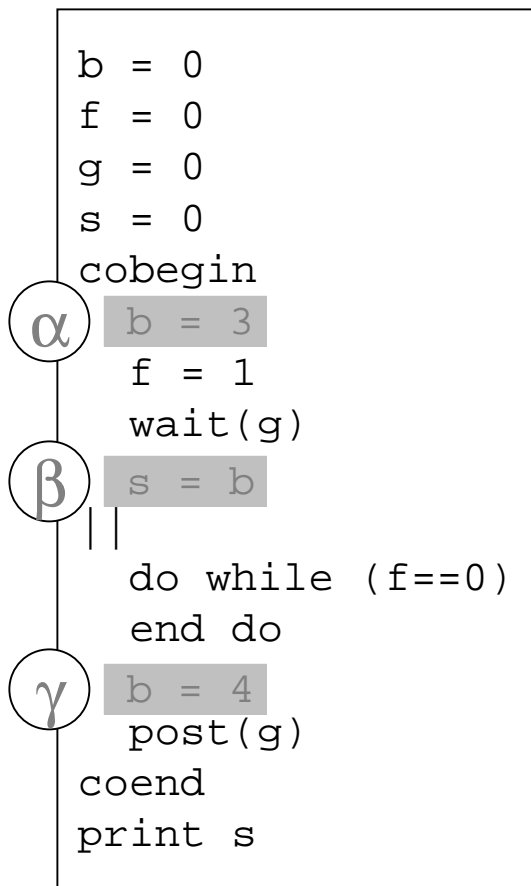 b = 0
f = 0
g = 0
s = 0
cobegin
α b = 3
f = 1
wait(g)
β s = b
||
do while (f==0)
end do
γ b = 4
post(g)
coend
print s